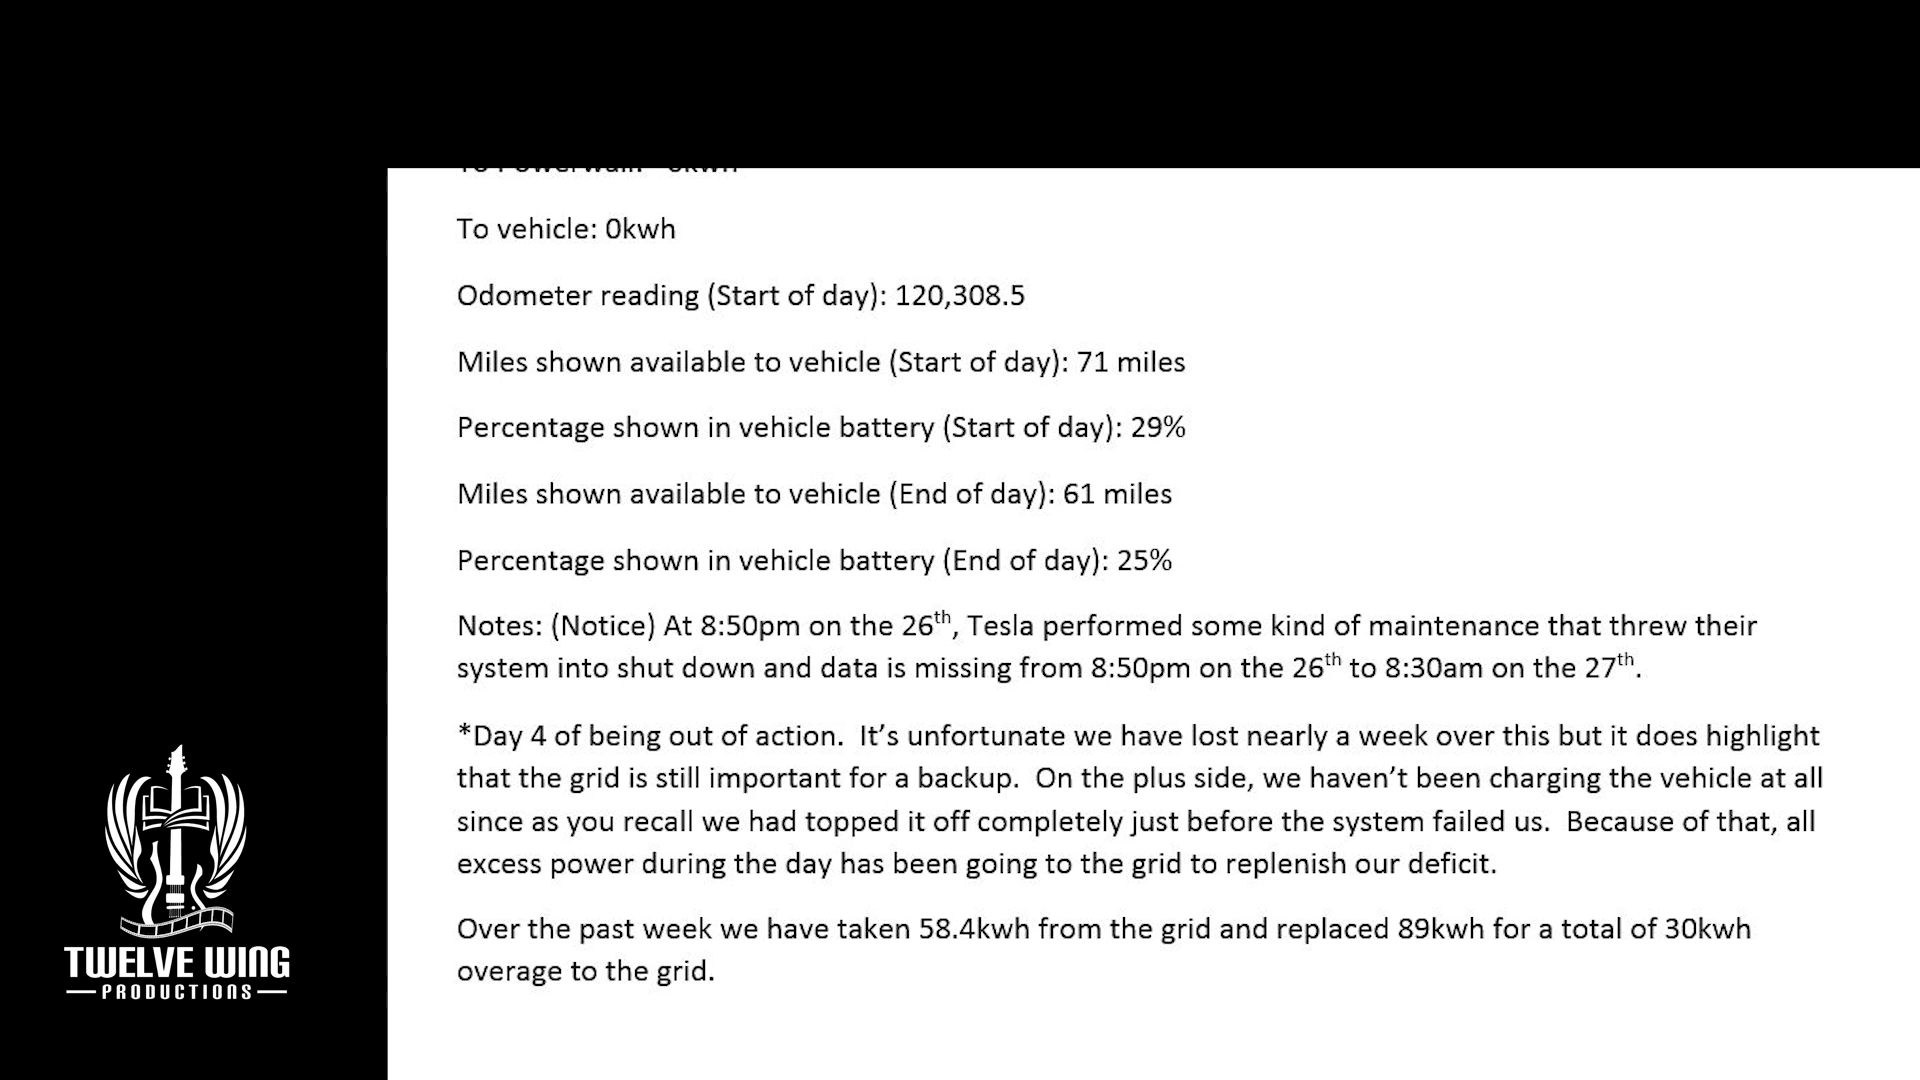 To vehicle: 0kwh
Odometer reading (Start of day): 120,308.5
Miles shown available to vehicle (Start of day): 71 miles
Percentage shown in vehicle battery (Start of day): 29%
Miles shown available to vehicle (End of day): 61 miles
Percentage shown in vehicle battery (End of day): 25%
Notes: (Notice) At 8:50pm on the 26th, Tesla performed some kind of maintenance that threw their
system into shut down and data is missing from 8:50pm on the 26th to 8:30am on the 27th.
*Day 4 of being out of action.  It’s unfortunate we have lost nearly a week over this but it does highlight
that the grid is still important for a backup.  On the plus side, we haven’t been charging the vehicle at all
since as you recall we had topped it off completely just before the system failed us.  Because of that, all
excess power during the day has been going to the grid to replenish our deficit.
Over the past week we have taken 58.4kwh from the grid and replaced 89kwh for a total of 30kwh
overage to the grid.
TWELVE WING
PRODUCTIONS